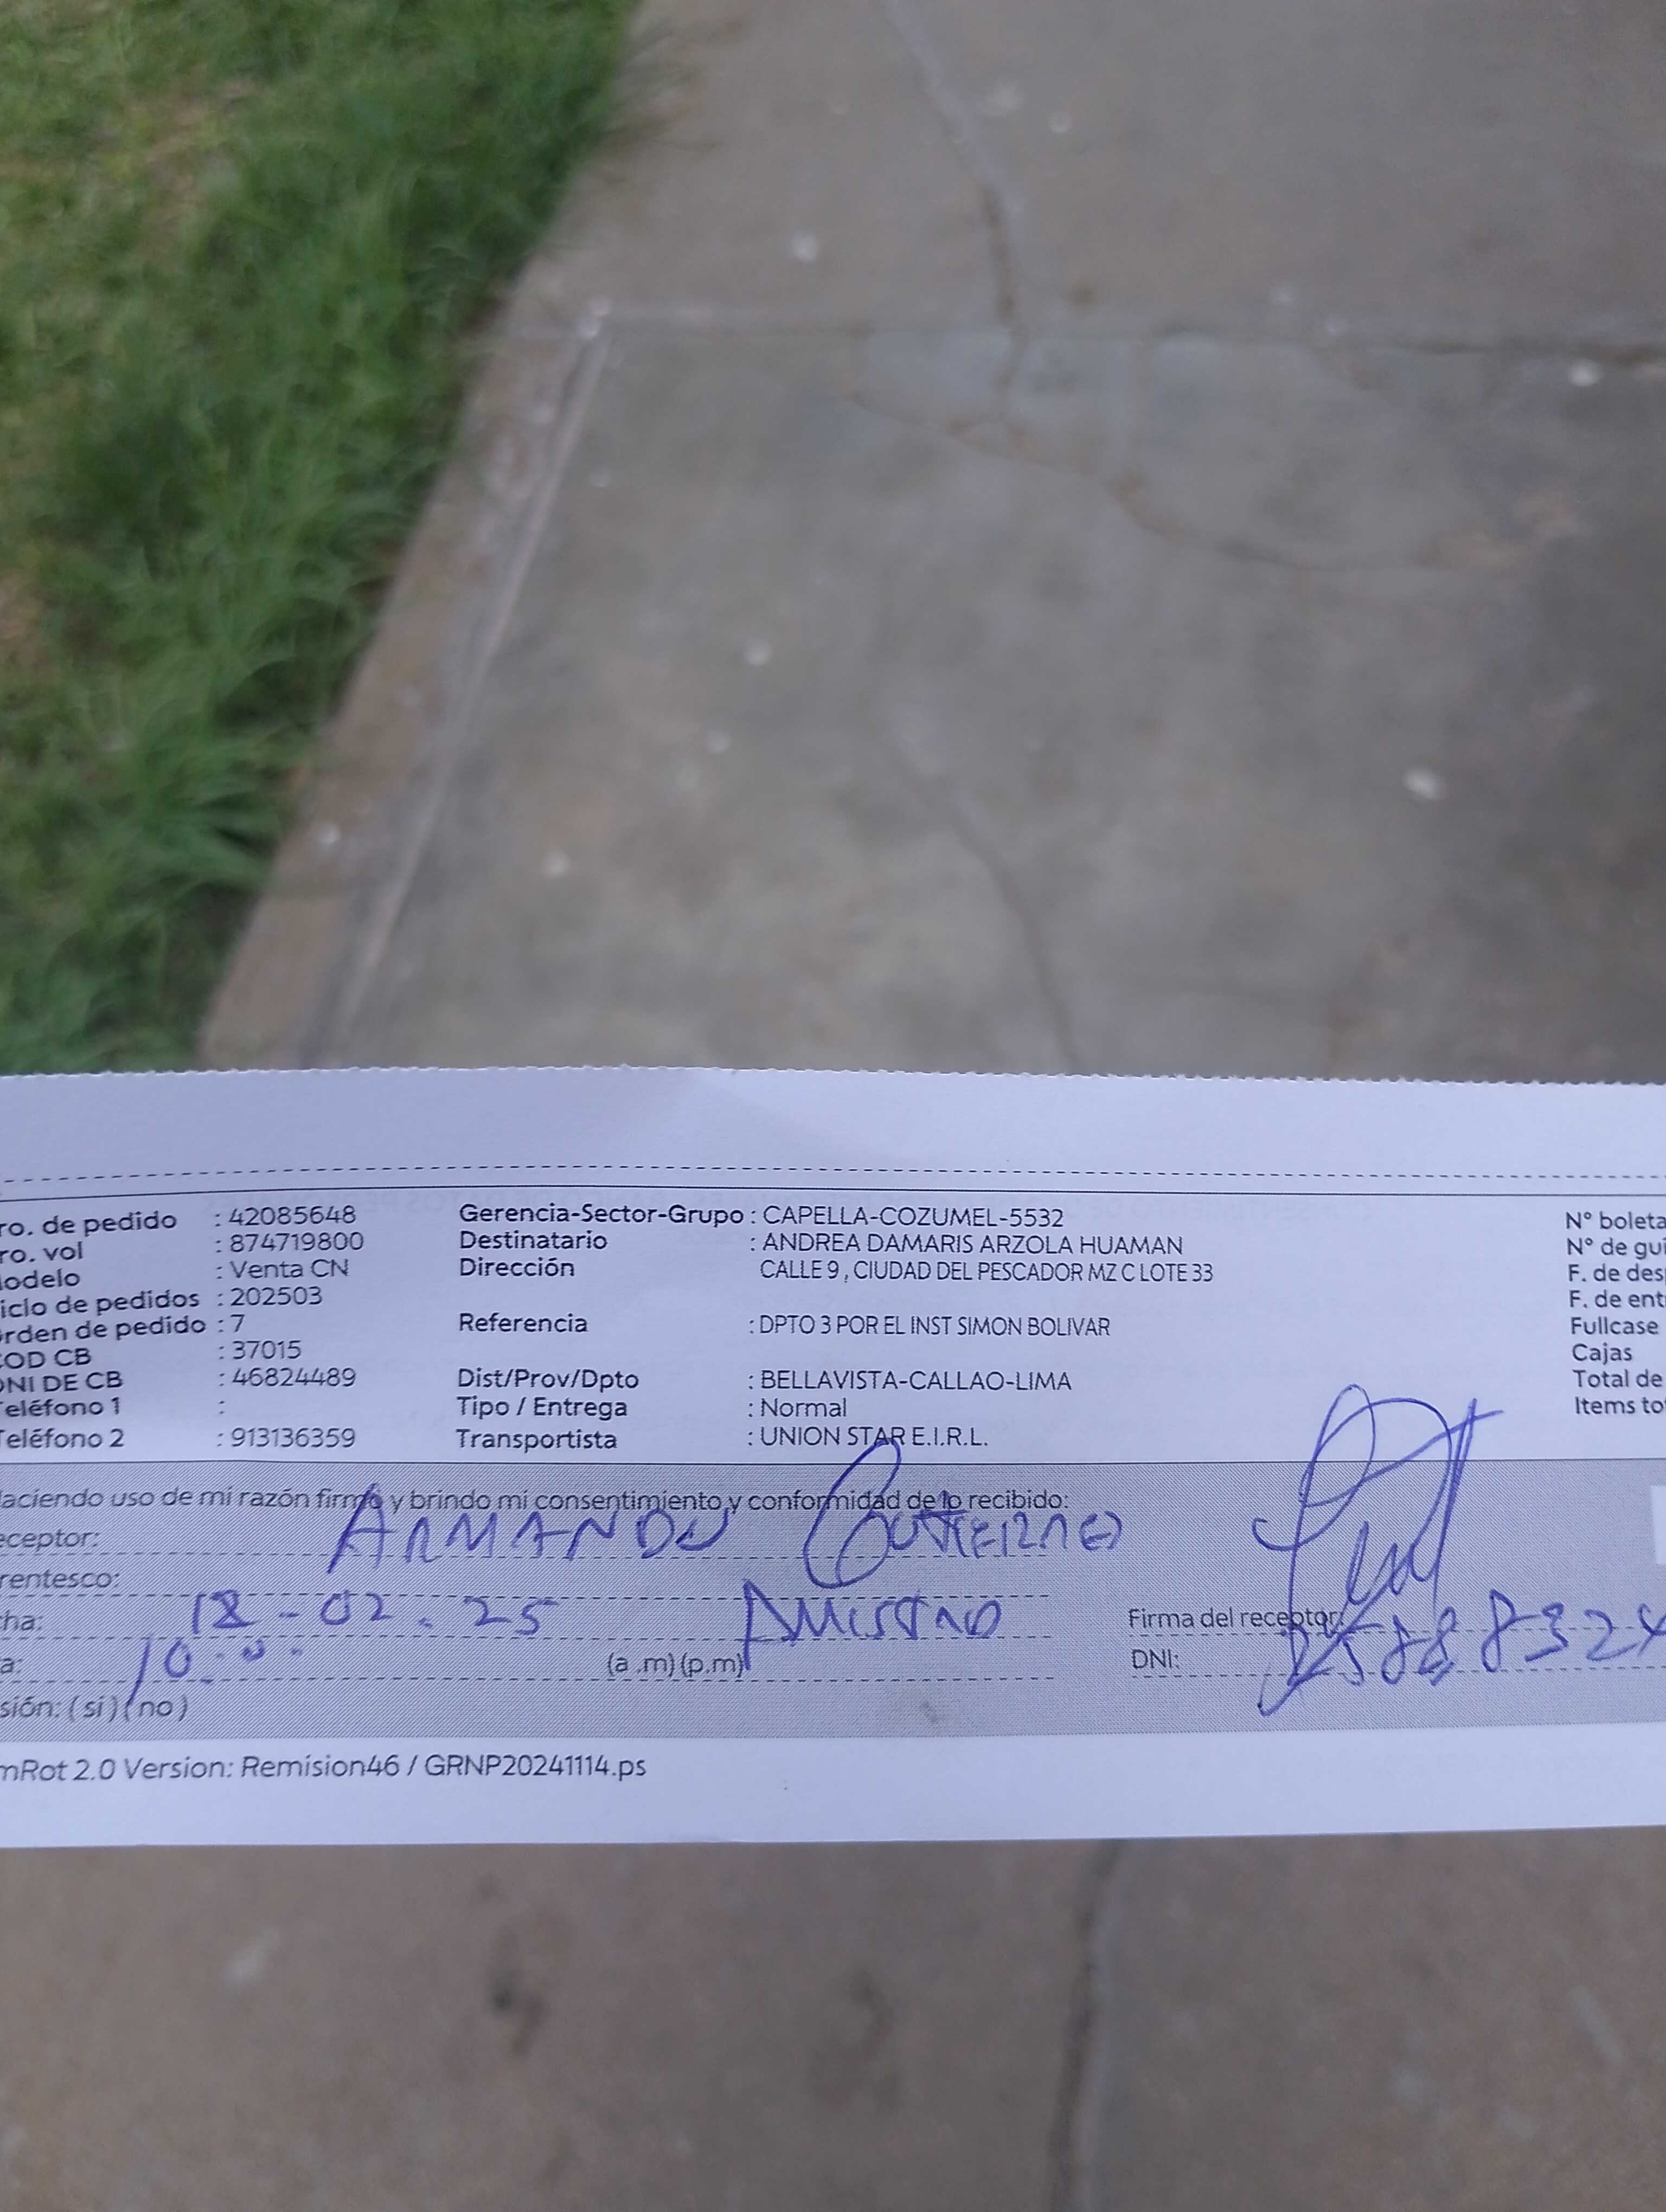 ro. de pedido : 42085648 Gerencia-Sector-Grupo : CAPELLA-COZUMEL-5532 N° boleta
ro. vol : 874719800 Destinatario : ANDREA DAMARIS ARZOLA HUAMAN N° de gui
odelo : Venta CN Dirección CALLE 9 , CIUDAD DEL PESCADOR MZ C LOTE 33 F. de des
iclo de pedidos : 202503 F. de ent
rden de pedido : 7 Referencia : DPTO 3 POR EL INST SIMON BOLIVAR Fullcase
OD CB : 37015 Cajas
NI DE CB : 46824489 Dist/Prov/Dpto : BELLAVISTA-CALLAO-LIMA Total de
eléfono 1 : Tipo / Entrega : Normal Items to
eléfono 2 : 913136359 Transportista : UNION STAR E.I.R.L.
aciendo uso de mi razón firmo y brindo mi consentimiento y conformidad de lo recibido:
eceptor: ARMANDO GUTIERREZ
rentesco:
ha: 18-02-25 AMISTAD Firma del receptor:
a: 10 (a .m) (p.m) DNI:
sión: ( si ) ( no )
mRot 2.0 Version: Remision46 / GRNP20241114.ps